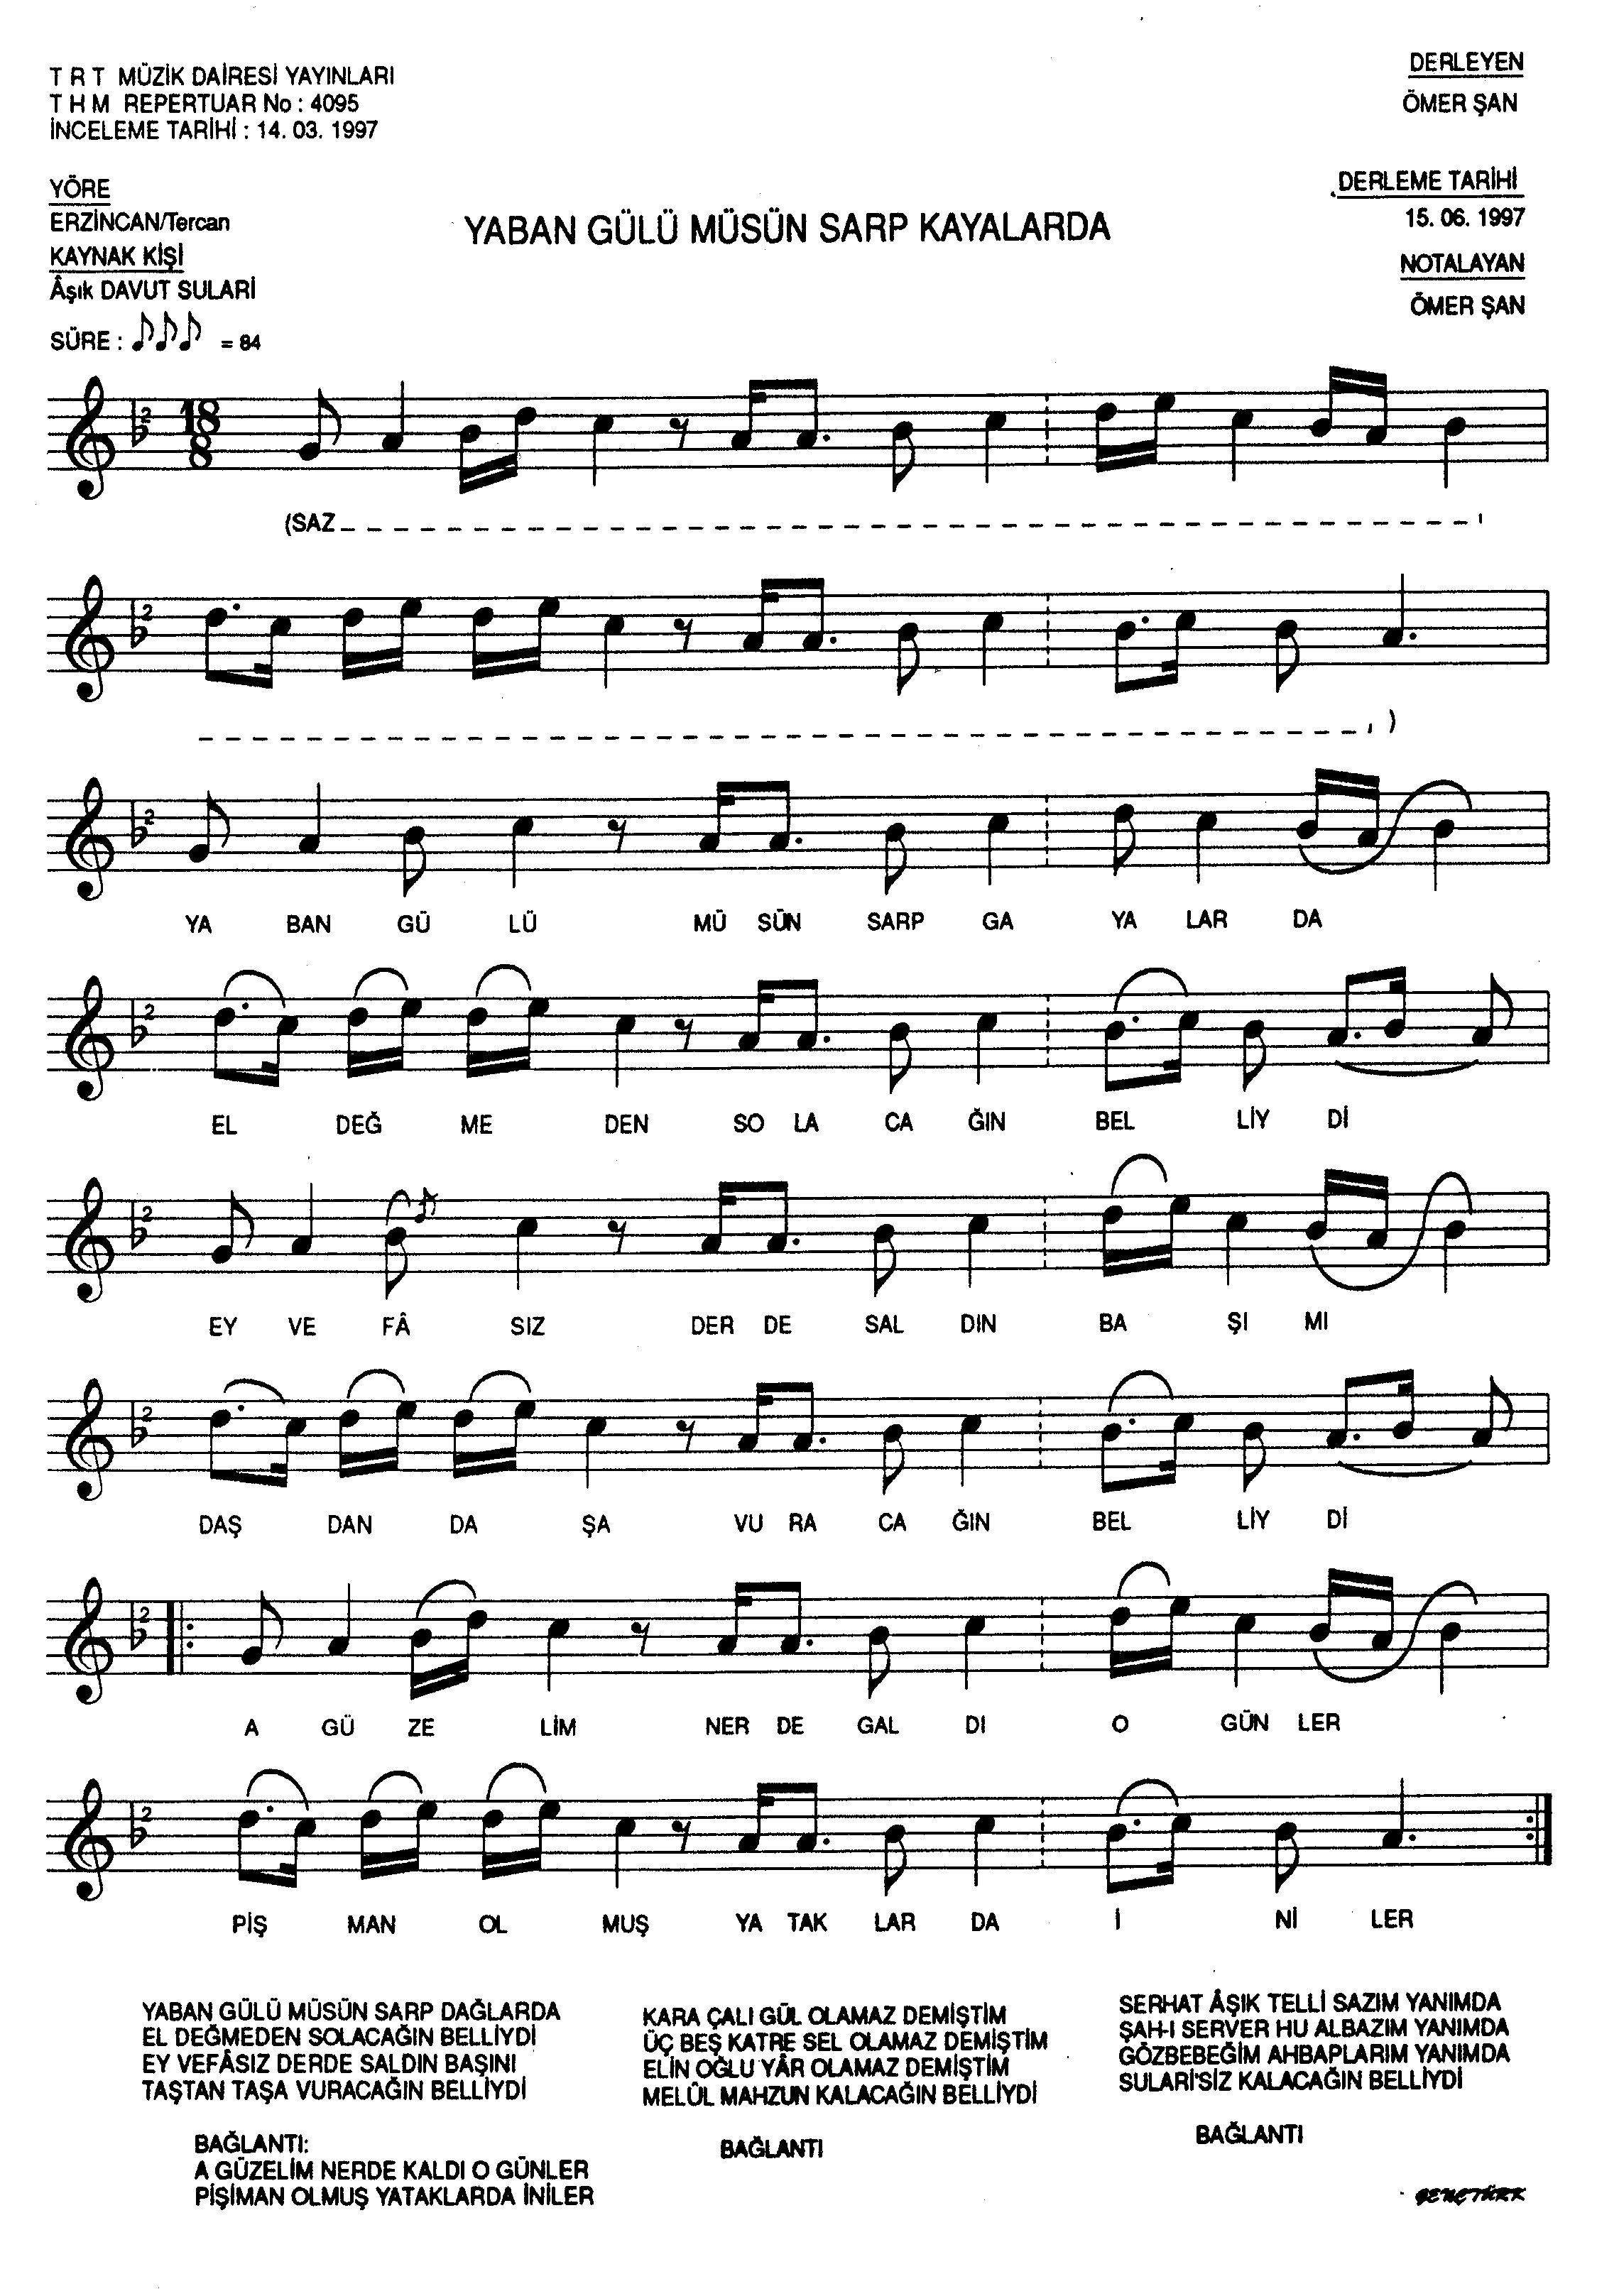 T R T MÜZİK DAİRESİ YAYINLARI
T H M REPERTUAR No : 4095
İNCELEME TARİHİ : 14. 03. 1997
DERLEYEN
ÖMER ŞAN
YÖRE
ERZİNCAN/Tercan
KAYNAK KİŞİ
Âşık DAVUT SULARİ
SÜRE : = 84
YABAN GÜLÜ MÜSÜN SARP KAYALARDA
DERLEME TARİHİ
15. 06. 1997
NOTALAYAN
ÖMER ŞAN
2 18 8
(SAZ
2
)
2
YA BAN GÜ LÜ MÜ SÜN SARP GA YA LAR DA
2
EL DEĞ ME DEN SO LA CA ĞIN BEL LİY Dİ
2
EY VE FÂ SIZ DER DE SAL DIN BA ŞI MI
2
DAŞ DAN DA ŞA VU RA CA ĞIN BEL LİY Dİ
2
A GÜ ZE LİM NER DE GAL DI O GÜN LER
2
PİŞ MAN OL MUŞ YA TAK LAR DA İ Nİ LER
YABAN GÜLÜ MÜSÜN SARP DAĞLARDA
EL DEĞMEDEN SOLACAĞIN BELLİYDİ
EY VEFÂSIZ DERDE SALDIN BAŞINI
TAŞTAN TAŞA VURACAĞIN BELLİYDİ
BAĞLANTI:
A GÜZELİM NERDE KALDI O GÜNLER
PİŞİMAN OLMUŞ YATAKLARDA İNİLER
KARA ÇALI GÜL OLAMAZ DEMİŞTİM
ÜÇ BEŞ KATRE SEL OLAMAZ DEMİŞTİM
ELİN OĞLU YÂR OLAMAZ DEMİŞTİM
MELÛL MAHZUN KALACAĞIN BELLİYDİ
BAĞLANTI
SERHAT ÂŞIK TELLİ SAZIM YANIMDA
ŞAH-I SERVER HU ALBAZIM YANIMDA
GÖZBEBEĞİM AHBAPLARIM YANIMDA
SULARİ'SİZ KALACAĞIN BELLİYDİ
BAĞLANTI
GENÇTÜRK